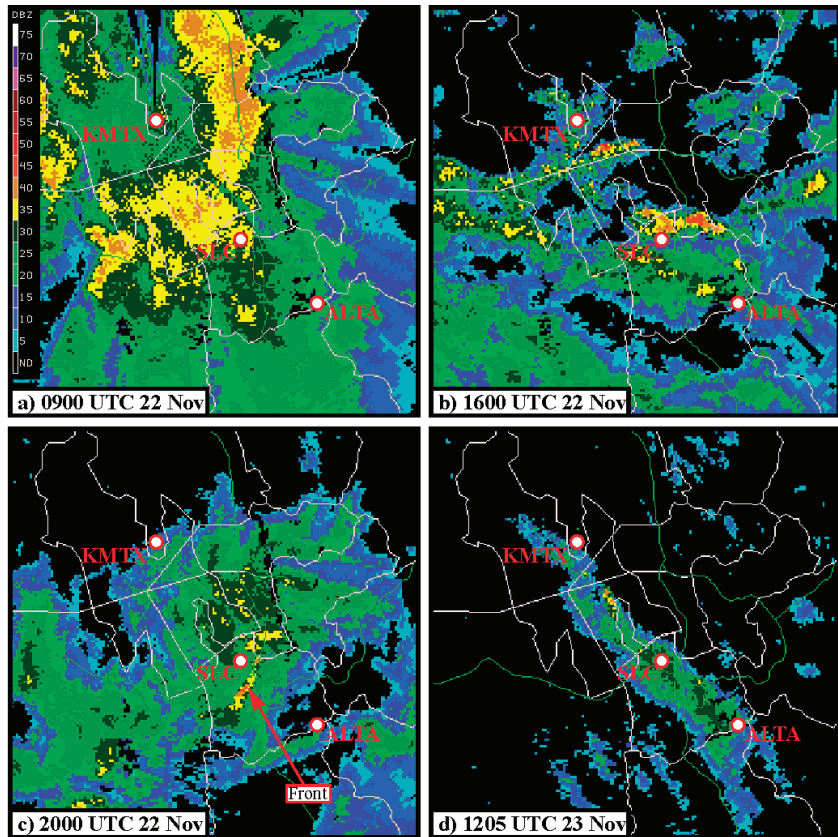 DBZ
75
70
65
60
55
50
45
40
35
30
25
20
15
10
5
ND
KMTX
SLC
ALTA
a) 0900 UTC 22 Nov
KMTX
SLC
ALTA
b) 1600 UTC 22 Nov
KMTX
SLC
ALTA
Front
c) 2000 UTC 22 Nov
KMTX
SLC
ALTA
d) 1205 UTC 23 Nov